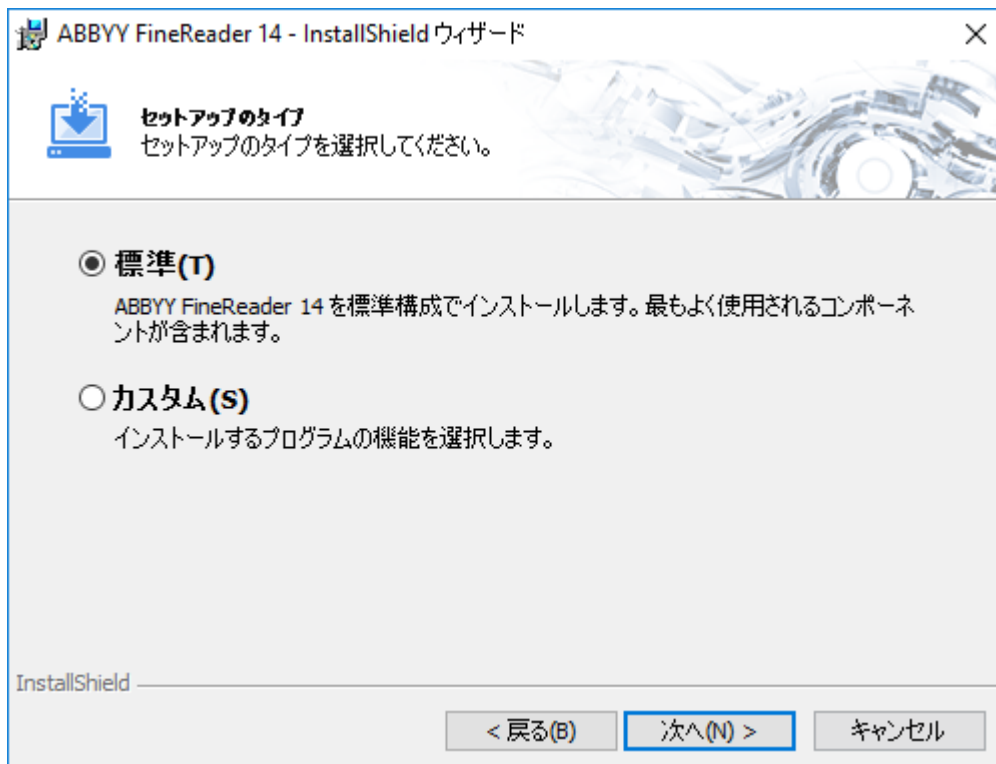 ABBYY FineReader 14 - InstallShield ウィザード
セットアップのタイプ
セットアップのタイプを選択してください。
標準(T)
ABBYY FineReader 14 を標準構成でインストールします。最もよく使用されるコンポーネ
ントが含まれます。
カスタム(S)
インストールするプログラムの機能を選択します。
InstallShield
< 戻る(B)
次へ(N) >
キャンセル